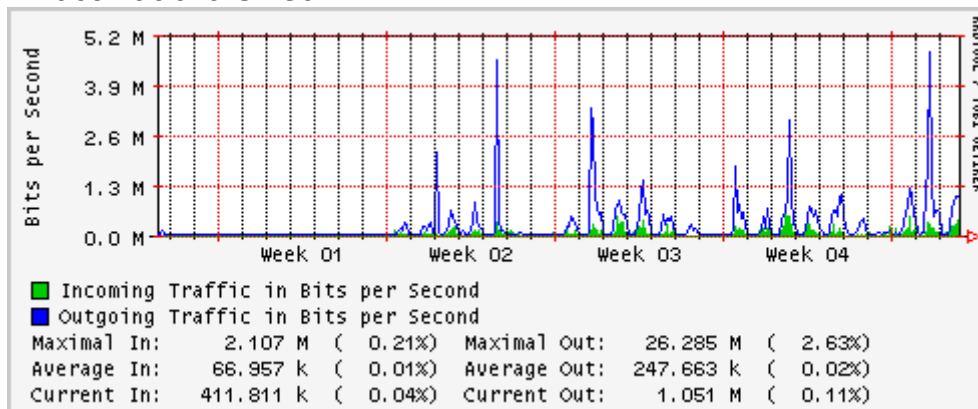 5.2 M
3.9 M
2.6 M
1.3 M
0.0 M
Bits per Second
Week 01 Week 02 Week 03 Week 04
Incoming Traffic in Bits per Second
Outgoing Traffic in Bits per Second
Maximal In: 2.107 M ( 0.21%) Maximal Out: 26.285 M ( 2.63%)
Average In: 66.957 k ( 0.01%) Average Out: 247.663 k ( 0.02%)
Current In: 411.811 k ( 0.04%) Current Out: 1.051 M ( 0.11%)